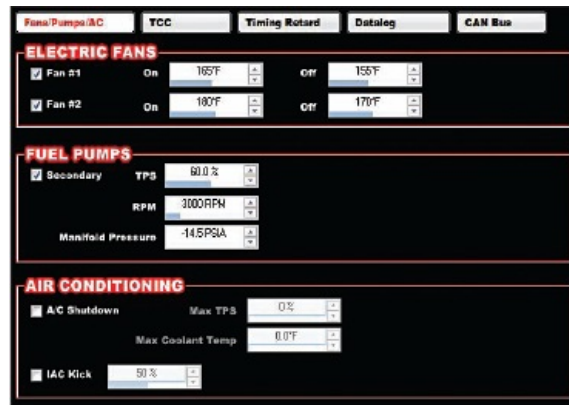 Fans/Pumps/AC TCC Timing Retard Datalog CAN Bus
ELECTRIC FANS
Fan #1 On 165°F Off 155°F
Fan #2 On 180°F Off 170°F
FUEL PUMPS
Secondary TPS 60.0 %
RPM 3000 RPM
Manifold Pressure -14.5 PSIA
AIR CONDITIONING
A/C Shutdown Max TPS 0 %
Max Coolant Temp 0.0°F
IAC Kick 50 %